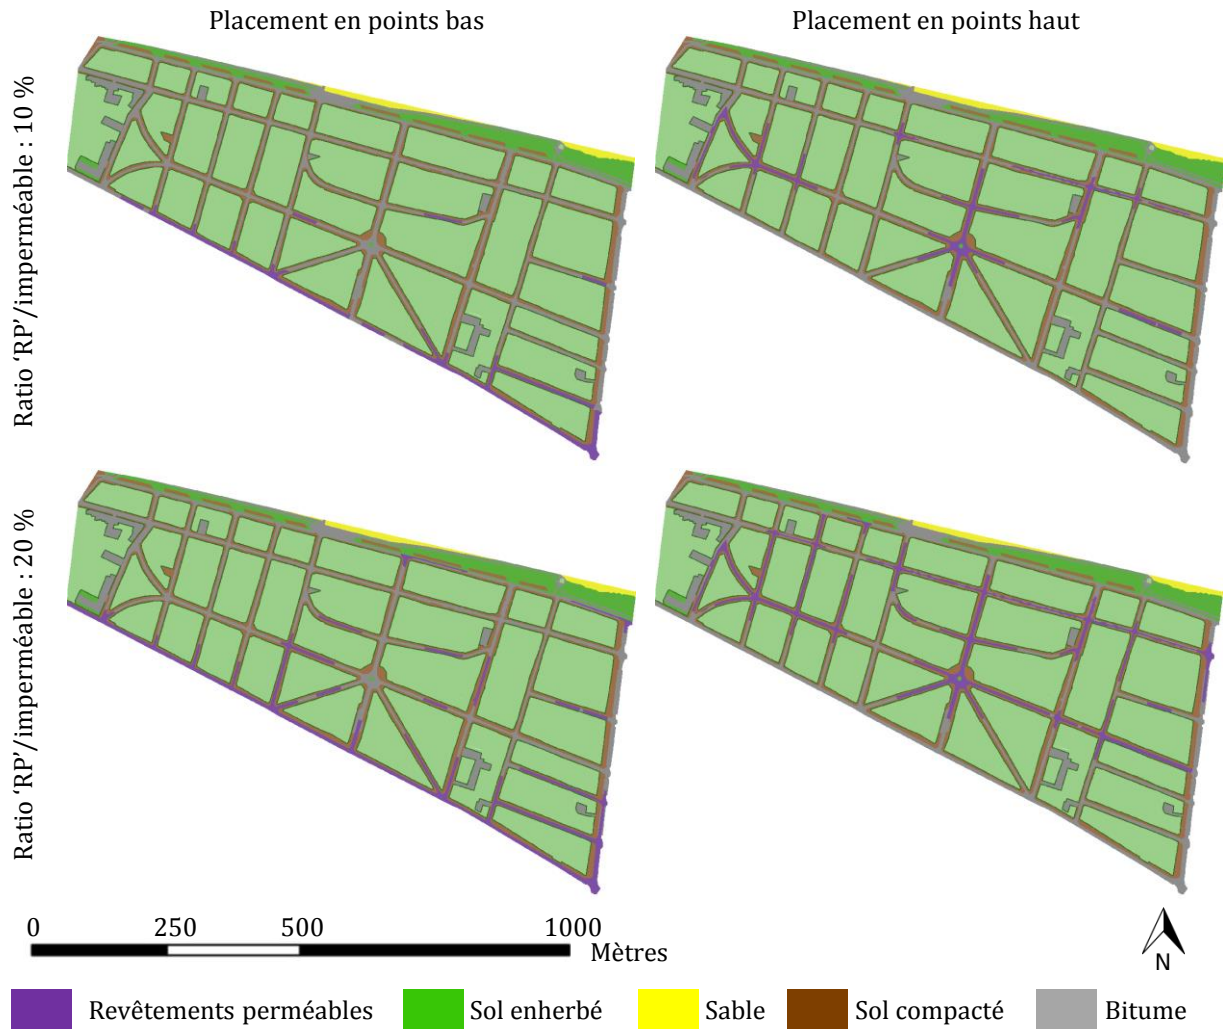 Placement en points bas
Placement en points haut
Ratio ‘RP’/imperméable : 10 %
Ratio ‘RP’/imperméable : 20 %
0 250 500 1000
Mètres
N
Revêtements perméables Sol enherbé Sable Sol compacté Bitume